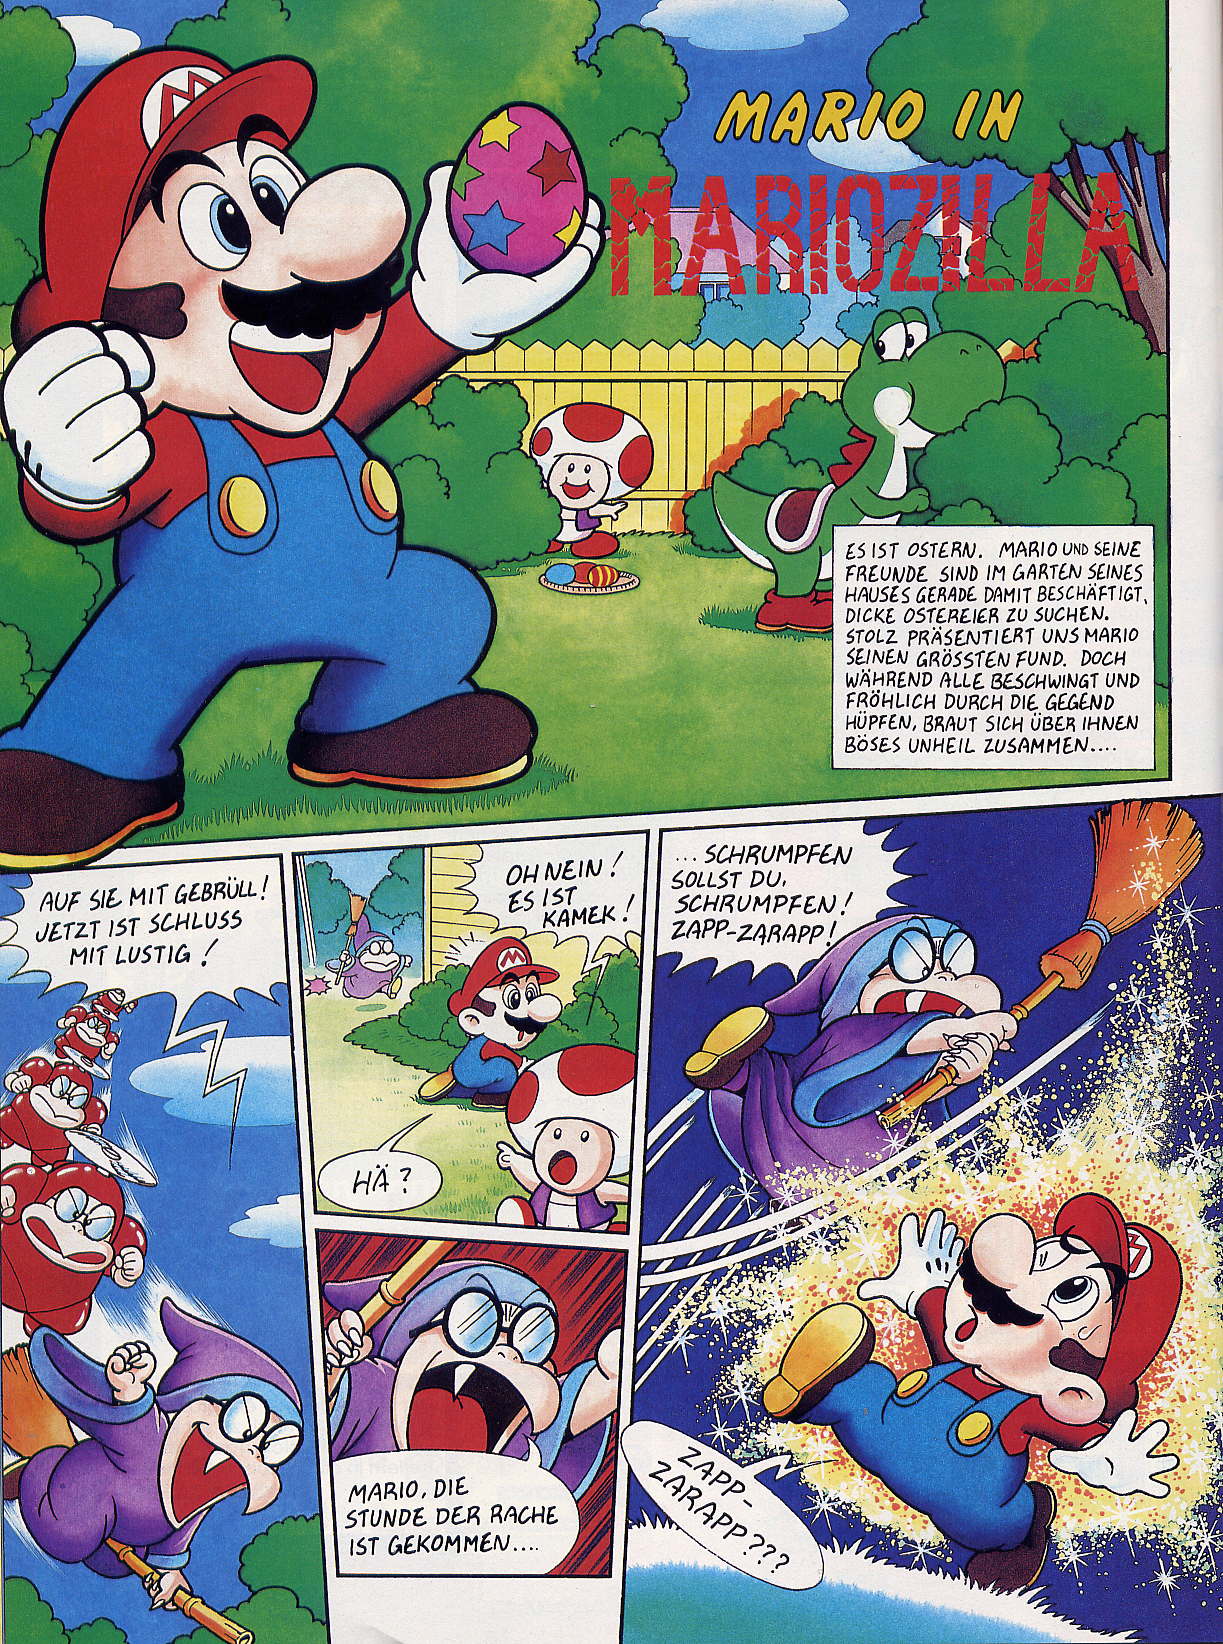 MARIO IN
MARIOZILLA
ES IST OSTERN. MARIO UND SEINE
FREUNDE SIND IM GARTEN SEINES
HAUSES GERADE DAMIT BESCHÄFTIGT,
DICKE OSTEREIER ZU SUCHEN.
STOLZ PRÄSENTIERT UNS MARIO
SEINEN GRÖSSTEN FUND. DOCH
WÄHREND ALLE BESCHWINGT UND
FRÖHLICH DURCH DIE GEGEND
HÜPFEN, BRAUT SICH ÜBER IHNEN
BÖSES UNHEIL ZUSAMMEN....
AUF SIE MIT GEBRÜLL!
JETZT IST SCHLUSS
MIT LUSTIG!
OH NEIN!
ES IST
KAMEK!
HÄ?
MARIO, DIE
STUNDE DER RACHE
IST GEKOMMEN....
... SCHRUMPFEN
SOLLST DU,
SCHRUMPFEN!
ZAPP-ZARAPP!
ZAPP-
ZARAPP???